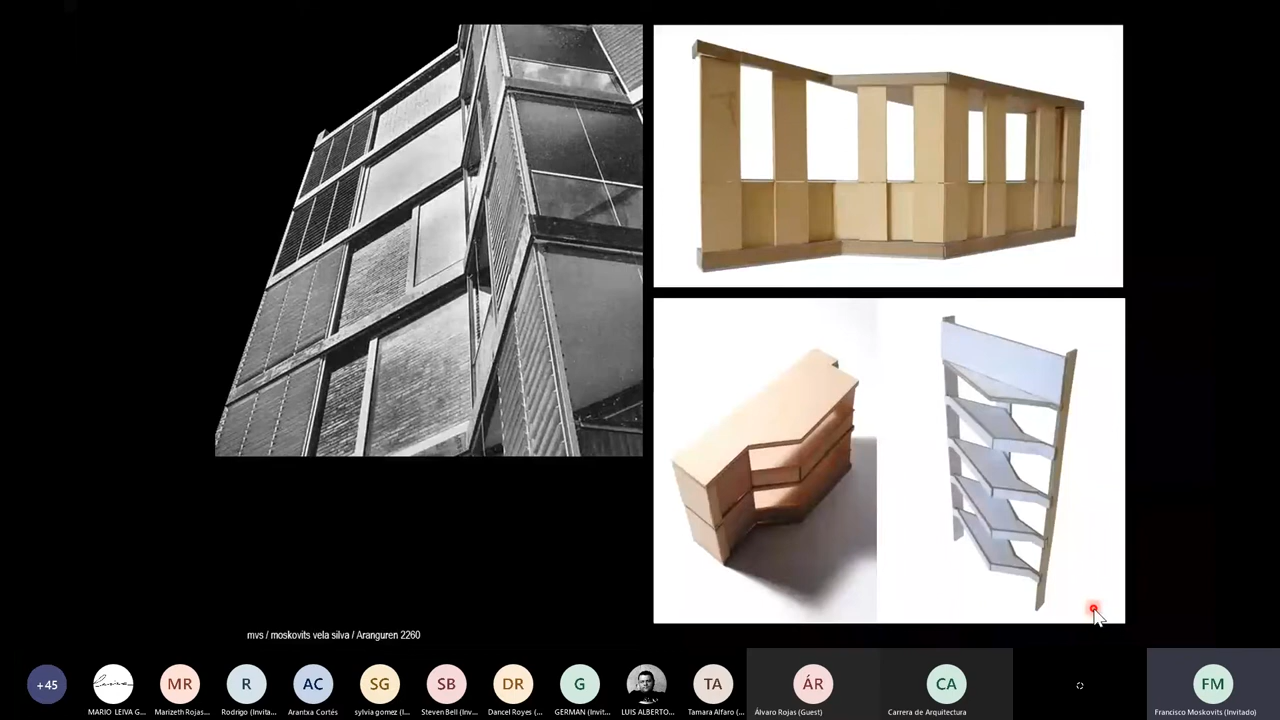 mvs / moskovits vela silva / Aranguren 2260
+45
MR
R
AC
SG
SB
DR
G
TA
ÁR
CA
FM
MARIO LEIVA G...
Marizeth Rojas...
Rodrigo (Invita...
Arantxa Cortés
sylvia gomez (I...
Steven Bell (Inv...
Dancel Royes (...
GERMAN (Invit...
LUIS ALBERTO...
Tamara Alfaro (...
Álvaro Rojas (Guest)
Carrera de Arquitectura
Francisco Moskovits (Invitado)